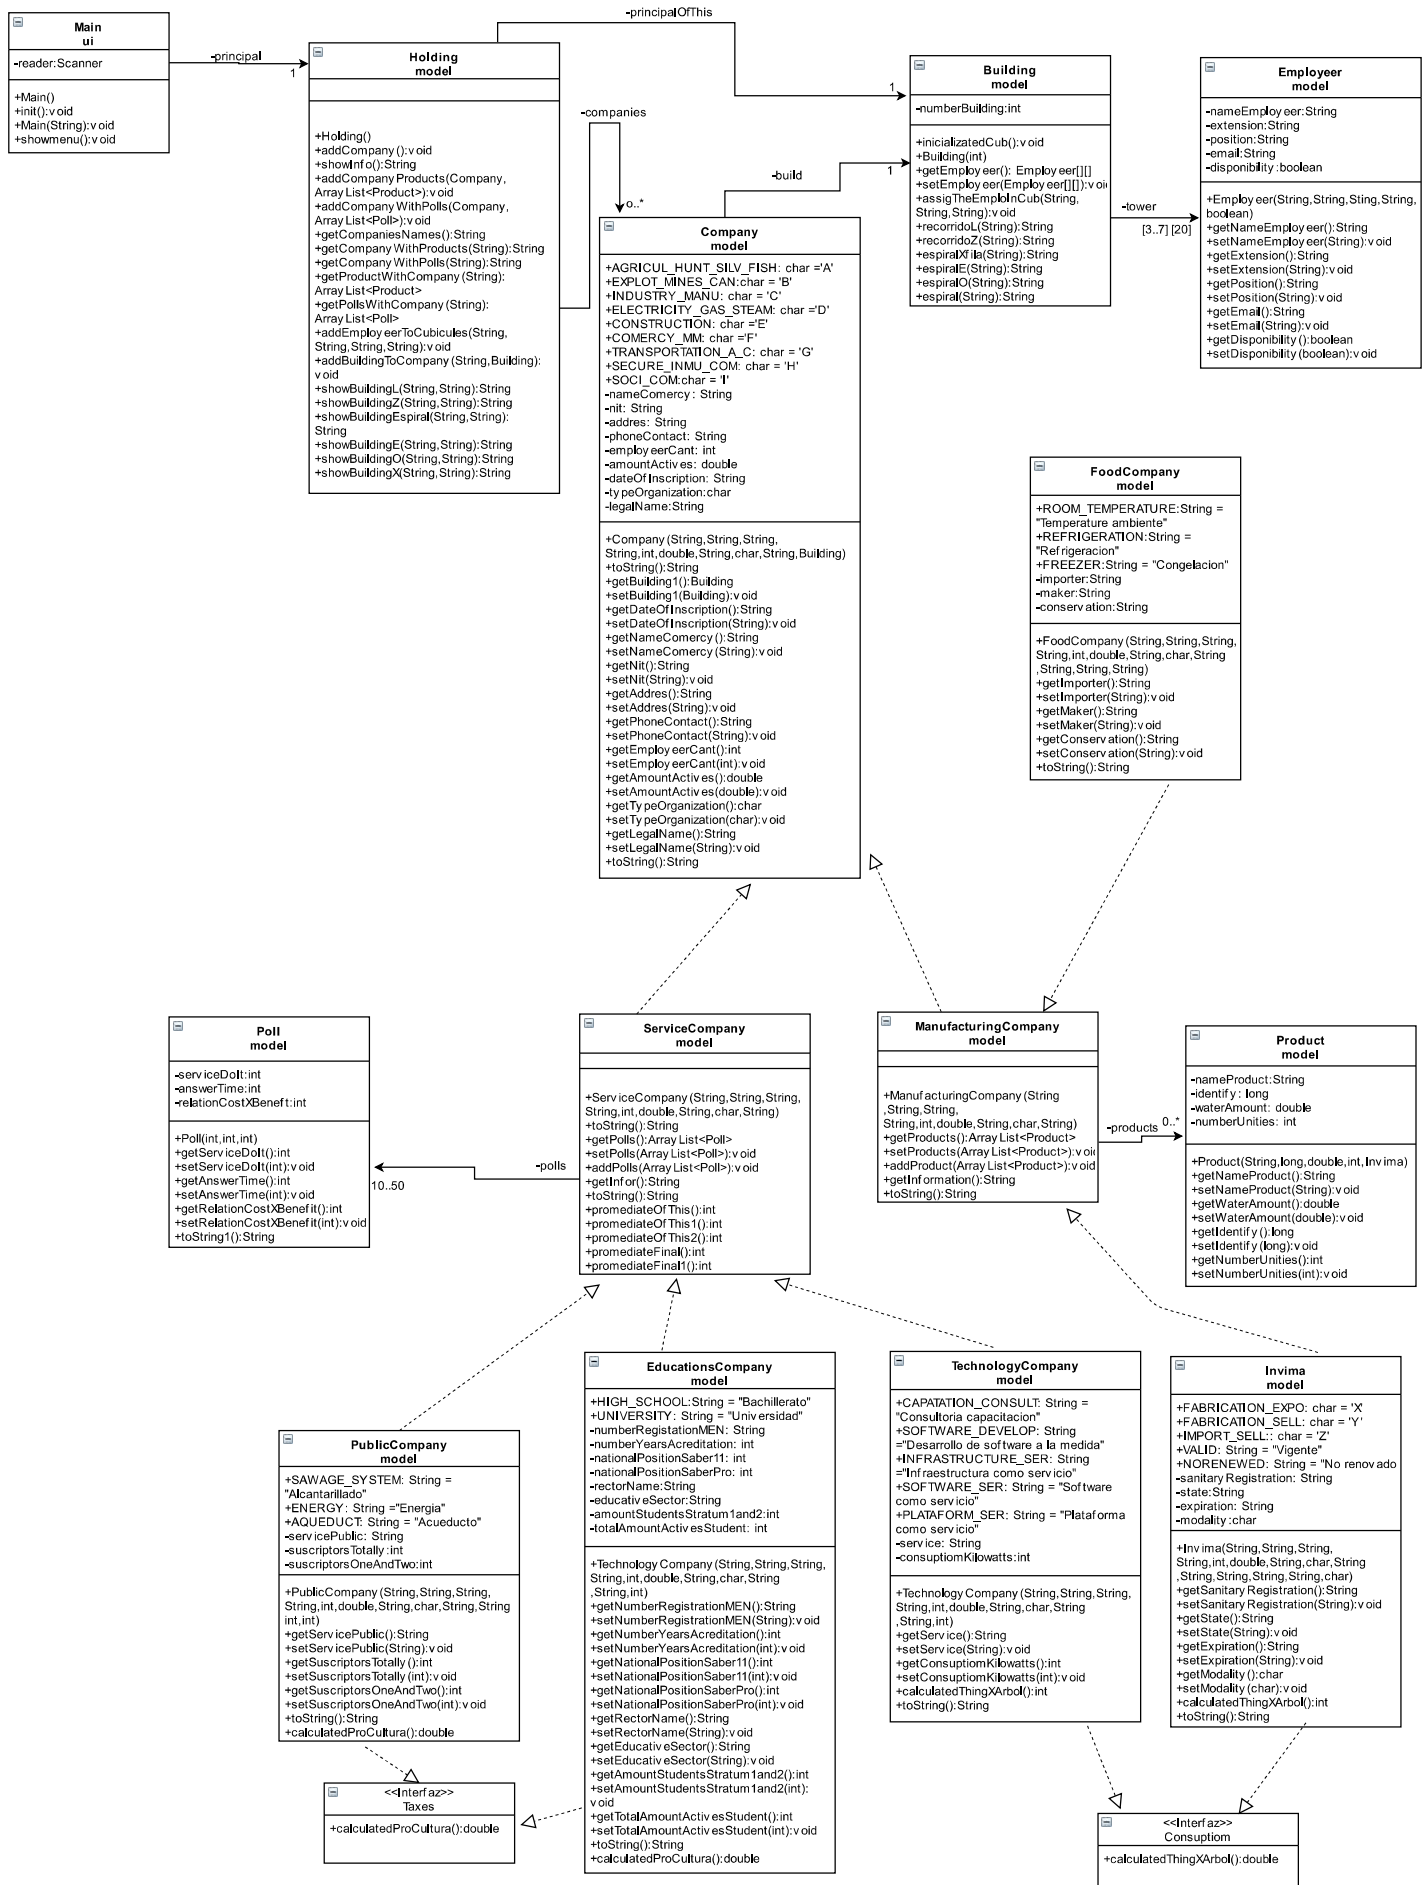 Main
ui
-reader:Scanner
+Main()
+init():void
+Main(String):void
+showmenu():void
-principal
1
-principalOfThis
1
Holding
model
+Holding()
+addCompany():void
+showInfo():String
+addCompanyProducts(Company,
ArrayList<Product>):void
+addCompanyWithPolls(Company,
ArrayList<Poll>):void
+getCompaniesNames():String
+getCompanyWithProducts(String):String
+getCompanyWithPolls(String):String
+getProductWithCompany(String):
ArrayList<Product>
+getPollsWithCompany(String):
ArrayList<Poll>
+addEmployeerToCubicules(String,
String,String,String):void
+addBuildingToCompany(String,Building):
void
+showBuildingL(String,String):String
+showBuildingZ(String,String):String
+showBuildingEspiral(String,String):
String
+showBuildingE(String,String):String
+showBuildingO(String,String):String
+showBuildingX(String,String):String
-companies
o..*
-build
1
Building
model
-numberBuilding:int
+inicializatedCub():void
+Building(int)
+getEmployeer(): Employeer[][]
+setEmployeer(Employeer[][]):voi
+assigTheEmploInCub(String,
String,String):void
+recorridoL(String):String
+recorridoZ(String):String
+espiralXfila(String):String
+espiralE(String):String
+espiralO(String):String
+espiral(String):String
-tower
[3..7] [20]
Employeer
model
-nameEmployeer:String
-extension:String
-position:String
-email:String
-disponibility:boolean
+Employeer(String,String,Sting,String,
boolean)
+getNameEmployeer():String
+setNameEmployeer(String):void
+getExtension():String
+setExtension(String):void
+getPosition():String
+setPosition(String):void
+getEmail():String
+setEmail(String):void
+getDisponibility():boolean
+setDisponibility(boolean):void
Company
model
+AGRICUL_HUNT_SILV_FISH: char ='A'
+EXPLOT_MINES_CAN:char = 'B'
+INDUSTRY_MANU: char = 'C'
+ELECTRICITY_GAS_STEAM: char ='D'
+CONSTRUCTION: char ='E'
+COMERCY_MM: char ='F'
+TRANSPORTATION_A_C: char = 'G'
+SECURE_INMU_COM: char = 'H'
+SOCI_COM:char = 'I'
-nameComercy: String
-nit: String
-addres: String
-phoneContact: String
-employeerCant: int
-amountActives: double
-dateOfInscription: String
-typeOrganization:char
-legalName:String
+Company(String,String,String,
String,int,double,String,char,String,Building)
+toString():String
+getBuilding1():Building
+setBuilding1(Building):void
+getDateOfInscription():String
+setDateOfInscription(String):void
+getNameComercy():String
+setNameComercy(String):void
+getNit():String
+setNit(String):void
+getAddres():String
+setAddres(String):void
+getPhoneContact():String
+setPhoneContact(String):void
+getEmployeerCant():int
+setEmployeerCant(int):void
+getAmountActives():double
+setAmountActives(double):void
+getTypeOrganization():char
+setTypeOrganization(char):void
+getLegalName():String
+setLegalName(String):void
+toString():String
FoodCompany
model
+ROOM_TEMPERATURE:String =
"Temperature ambiente"
+REFRIGERATION:String =
"Refrigeracion"
+FREEZER:String = "Congelacion"
-importer:String
-maker:String
-conservation:String
+FoodCompany(String,String,String,
String,int,double,String,char,String
,String,String,String)
+getImporter():String
+setImporter(String):void
+getMaker():String
+setMaker(String):void
+getConservation():String
+setConservation(String):void
+toString():String
Poll
model
-serviceDoIt:int
-answerTime:int
-relationCostXBeneft:int
+Poll(int,int,int)
+getServiceDoIt():int
+setServiceDoIt(int):void
+getAnswerTime():int
+setAnswerTime(int):void
+getRelationCostXBenefit():int
+setRelationCostXBenefit(int):void
+toString1():String
-polls
10..50
ServiceCompany
model
+ServiceCompany(String,String,String,
String,int,double,String,char,String)
+toString():String
+getPolls():ArrayList<Poll>
+setPolls(ArrayList<Poll>):void
+addPolls(ArrayList<Poll>):void
+getInfor():String
+toString():String
+promediateOfThis():int
+promediateOfThis1():int
+promediateOfThis2():int
+promediateFinal():int
+promediateFinal1():int
ManufacturingCompany
model
+ManufacturingCompany(String
,String,String,
String,int,double,String,char,String)
+getProducts():ArrayList<Product>
+setProducts(ArrayList<Product>):voi
+addProduct(ArrayList<Product>):void
+getInformation():String
+toString():String
-products
0..*
Product
model
-nameProduct:String
-identify: long
-waterAmount: double
-numberUnities: int
+Product(String,long,double,int,Invima)
+getNameProduct():String
+setNameProduct(String):void
+getWaterAmount():double
+setWaterAmount(double):void
+getIdentify():long
+setIdentify(long):void
+getNumberUnities():int
+setNumberUnities(int):void
PublicCompany
model
+SAWAGE_SYSTEM: String =
"Alcantarillado"
+ENERGY: String ="Energia"
+AQUEDUCT: String = "Acueducto"
-servicePublic: String
-suscriptorsTotally:int
-suscriptorsOneAndTwo:int
+PublicCompany(String,String,String,
String,int,double,String,char,String,String
int,int)
+getServicePublic():String
+setServicePublic(String):void
+getSuscriptorsTotally():int
+setSuscriptorsTotally(int):void
+getSuscriptorsOneAndTwo():int
+setSuscriptorsOneAndTwo(int):void
+toString():String
+calculatedProCultura():double
EducationsCompany
model
+HIGH_SCHOOL:String = "Bachillerato"
+UNIVERSITY: String = "Universidad"
-numberRegistationMEN: String
-numberYearsAcreditation: int
-nationalPositionSaber11: int
-nationalPositionSaberPro: int
-rectorName:String
-educativeSector:String
-amountStudentsStratum1and2:int
-totalAmountActivesStudent: int
+TechnologyCompany(String,String,String,
String,int,double,String,char,String
,String,int)
+getNumberRegistrationMEN():String
+setNumberRegistrationMEN(String):void
+getNumberYearsAcreditation():int
+setNumberYearsAcreditation(int):void
+getNationalPositionSaber11():int
+setNationalPositionSaber11(int):void
+getNationalPositionSaberPro():int
+setNationalPositionSaberPro(int):void
+getRectorName():String
+setRectorName(String):void
+getEducativeSector():String
+setEducativeSector(String):void
+getAmountStudentsStratum1and2():int
+setAmountStudentsStratum1and2(int):
void
+getTotalAmountActivesStudent():int
+setTotalAmountActivesStudent(int):void
+toString():String
+calculatedProCultura():double
TechnologyCompany
model
+CAPATATION_CONSULT: String =
"Consultoria capacitacion"
+SOFTWARE_DEVELOP: String
="Desarrollo de software a la medida"
+INFRASTRUCTURE_SER: String
="Infraestructura como servicio"
+SOFTWARE_SER: String = "Software
como servicio"
+PLATAFORM_SER: String = "Plataforma
como servicio"
-service: String
-consuptiomKilowatts:int
+TechnologyCompany(String,String,String,
String,int,double,String,char,String
,String,int)
+getService():String
+setService(String):void
+getConsuptiomKilowatts():int
+setConsuptiomKilowatts(int):void
+calculatedThingXArbol():int
+toString():String
Invima
model
+FABRICATION_EXPO: char = 'X'
+FABRICATION_SELL: char = 'Y'
+IMPORT_SELL:: char = 'Z'
+VALID: String = "Vigente"
+NORENEWED: String = "No renovado
-sanitaryRegistration: String
-state:String
-expiration: String
-modality:char
+Invima(String,String,String,
String,int,double,String,char,String
,String,String,String,String,char)
+getSanitaryRegistration():String
+setSanitaryRegistration(String):void
+getState():String
+setState(String):void
+getExpiration():String
+setExpiration(String):void
+getModality():char
+setModality(char):void
+calculatedThingXArbol():int
+toString():String
<<Interfaz>>
Taxes
+calculatedProCultura():double
<<Interfaz>>
Consuptiom
+calculatedThingXArbol():double